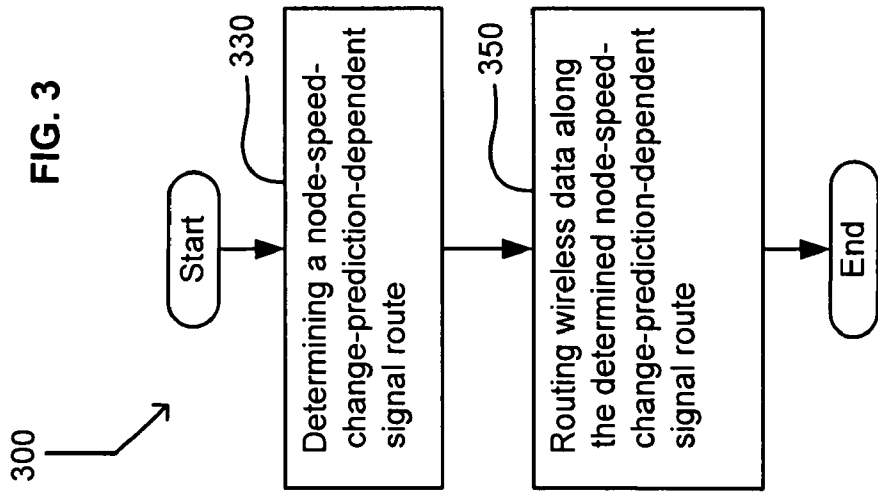 FIG. 3
300
Start
330
Determining a node-speed-
change-prediction-dependent
signal route
350
Routing wireless data along
the determined node-speed-
change-prediction-dependent
signal route
End